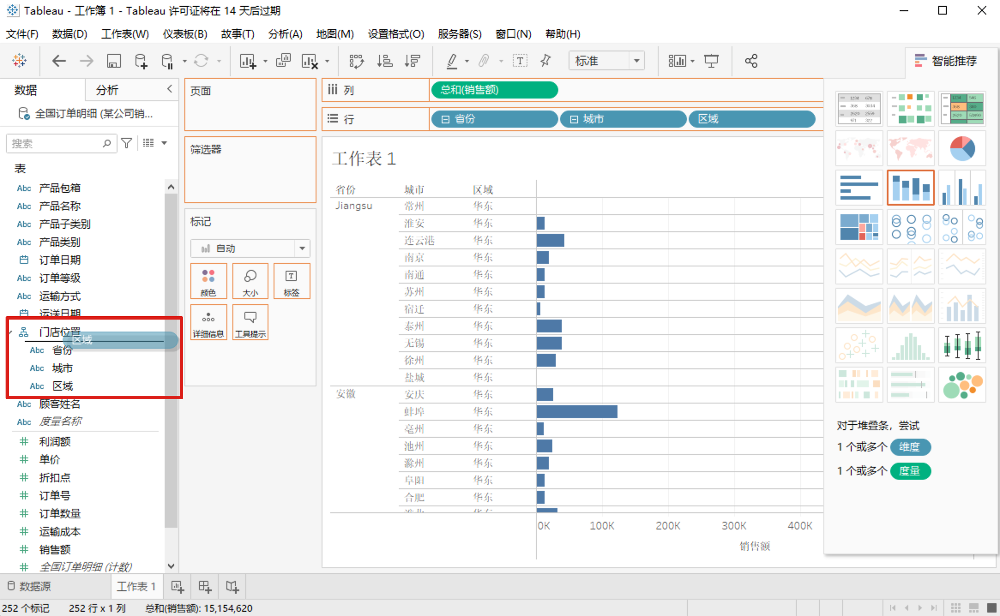 Tableau - 工作簿 1 - Tableau 许可证将在 14 天后过期
文件(F) 数据(D) 工作表(W) 仪表板(B) 故事(T) 分析(A) 地图(M) 设置格式(O) 服务器(S) 窗口(N) 帮助(H)
标准
智能推荐
数据 分析
全国订单明细 (某公司销...
搜索
表
Abc 产品包箱
Abc 产品名称
Abc 产品子类别
Abc 产品类别
订单日期
Abc 订单等级
Abc 运输方式
运送日期
门店位置
区域
Abc 省份
Abc 城市
Abc 区域
Abc 顾客姓名
Abc 度量名称
利润额
单价
折扣点
订单号
订单数量
运输成本
销售额
全国订单明细 (计数)
页面
筛选器
标记
自动
颜色 大小 标签
详细信息 工具提示
列 总和(销售额)
行 省份 城市 区域
工作表 1
省份 城市 区域
Jiangsu 常州 华东
淮安 华东
连云港 华东
南京 华东
南通 华东
苏州 华东
宿迁 华东
泰州 华东
无锡 华东
徐州 华东
盐城 华东
安徽 安庆 华东
蚌埠 华东
亳州 华东
池州 华东
滁州 华东
阜阳 华东
合肥 华东
0K 100K 200K 300K 400K
销售额
对于堆叠条，尝试
1 个或多个 维度
1 个或多个 度量
数据源 工作表 1
252 个标记 252 行 x 1 列 总和(销售额): 15,154,620